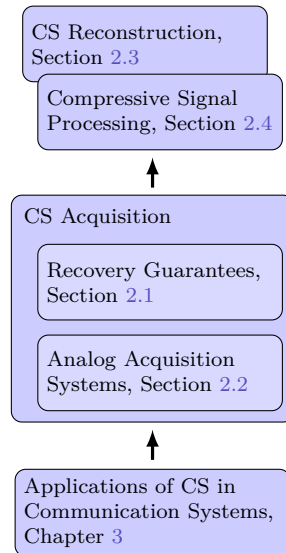 CS Reconstruction,
Section 2.3
Compressive Signal
Processing, Section 2.4
CS Acquisition
Recovery Guarantees,
Section 2.1
Analog Acquisition
Systems, Section 2.2
Applications of CS in
Communication Systems,
Chapter 3